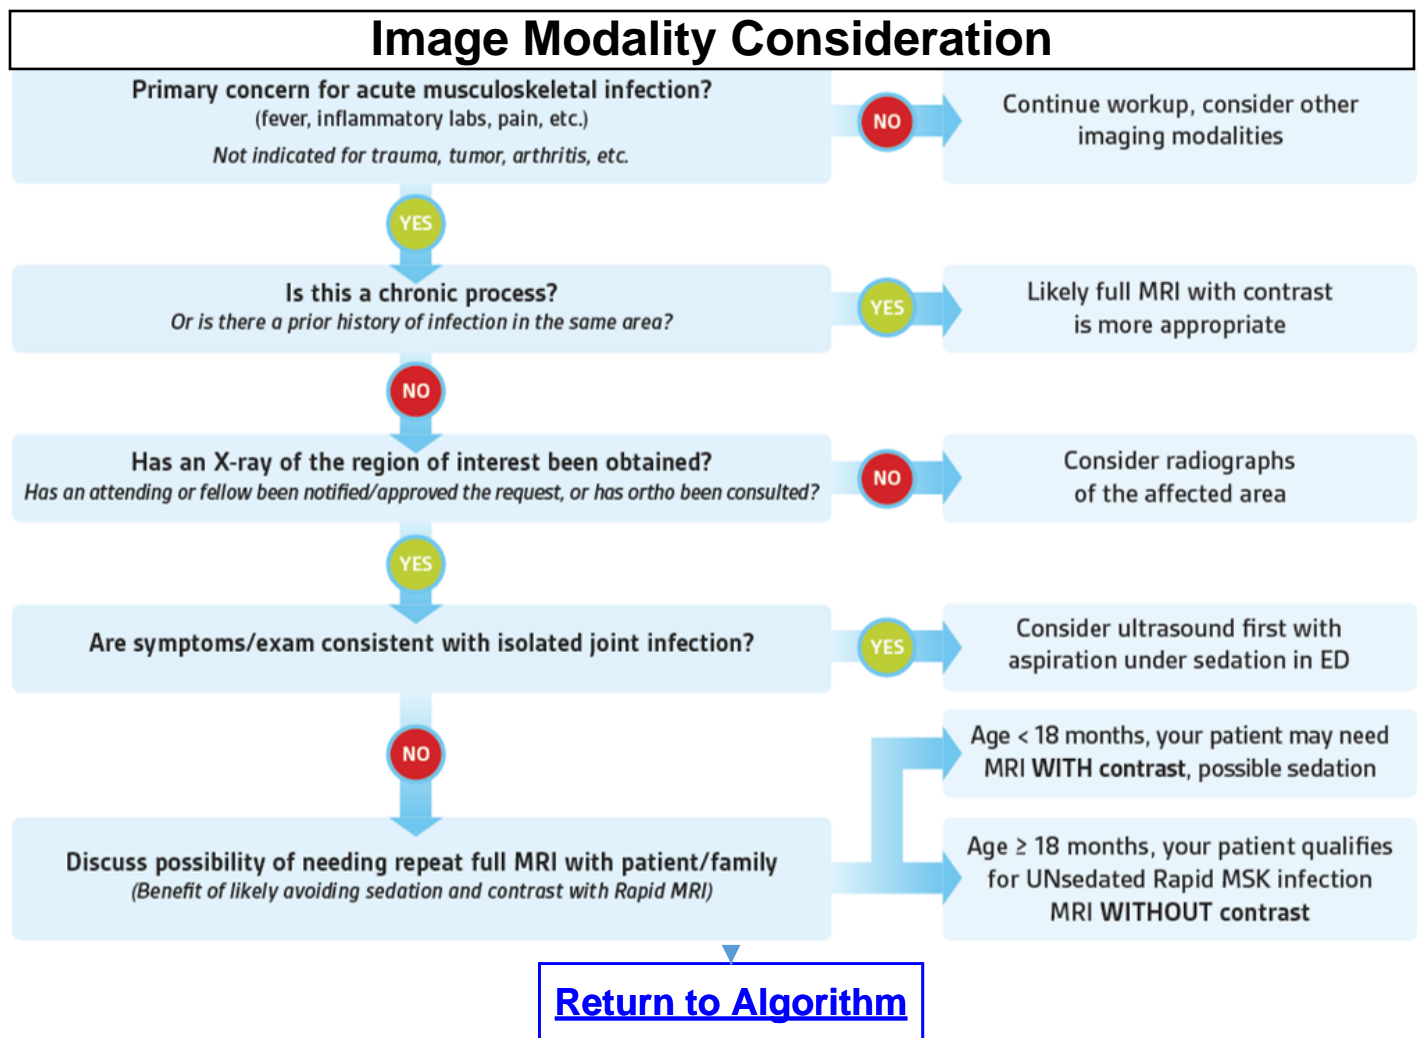 Image Modality Consideration
Primary concern for acute musculoskeletal infection?
(fever, inflammatory labs, pain, etc.)
Not indicated for trauma, tumor, arthritis, etc.
NO
Continue workup, consider other
imaging modalities
YES
Is this a chronic process?
Or is there a prior history of infection in the same area?
YES
Likely full MRI with contrast
is more appropriate
NO
Has an X-ray of the region of interest been obtained?
Has an attending or fellow been notified/approved the request, or has ortho been consulted?
NO
Consider radiographs
of the affected area
YES
Are symptoms/exam consistent with isolated joint infection?
YES
Consider ultrasound first with
aspiration under sedation in ED
NO
Discuss possibility of needing repeat full MRI with patient/family
(Benefit of likely avoiding sedation and contrast with Rapid MRI)
Age < 18 months, your patient may need
MRI WITH contrast, possible sedation
Age ≥ 18 months, your patient qualifies
for UNsedated Rapid MSK infection
MRI WITHOUT contrast
Return to Algorithm